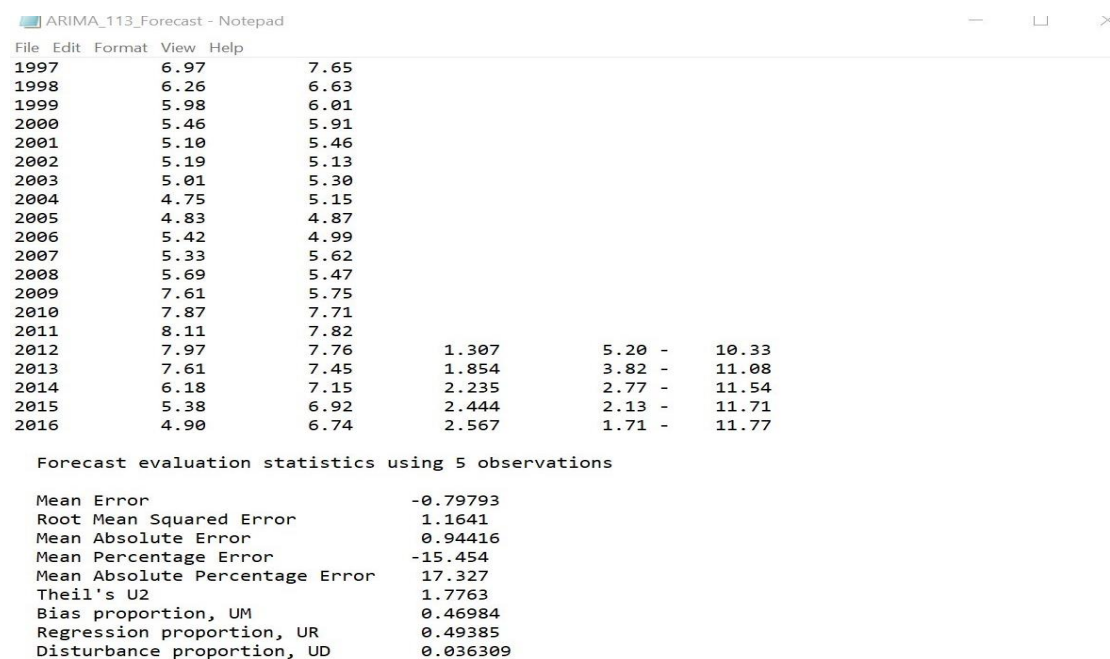 ARIMA_113_Forecast - Notepad
File Edit Format View Help
1997 6.97 7.65
1998 6.26 6.63
1999 5.98 6.01
2000 5.46 5.91
2001 5.10 5.46
2002 5.19 5.13
2003 5.01 5.30
2004 4.75 5.15
2005 4.83 4.87
2006 5.42 4.99
2007 5.33 5.62
2008 5.69 5.47
2009 7.61 5.75
2010 7.87 7.71
2011 8.11 7.82
2012 7.97 7.76 1.307 5.20 - 10.33
2013 7.61 7.45 1.854 3.82 - 11.08
2014 6.18 7.15 2.235 2.77 - 11.54
2015 5.38 6.92 2.444 2.13 - 11.71
2016 4.90 6.74 2.567 1.71 - 11.77
Forecast evaluation statistics using 5 observations
Mean Error -0.79793
Root Mean Squared Error 1.1641
Mean Absolute Error 0.94416
Mean Percentage Error -15.454
Mean Absolute Percentage Error 17.327
Theil's U2 1.7763
Bias proportion, UM 0.46984
Regression proportion, UR 0.49385
Disturbance proportion, UD 0.036309